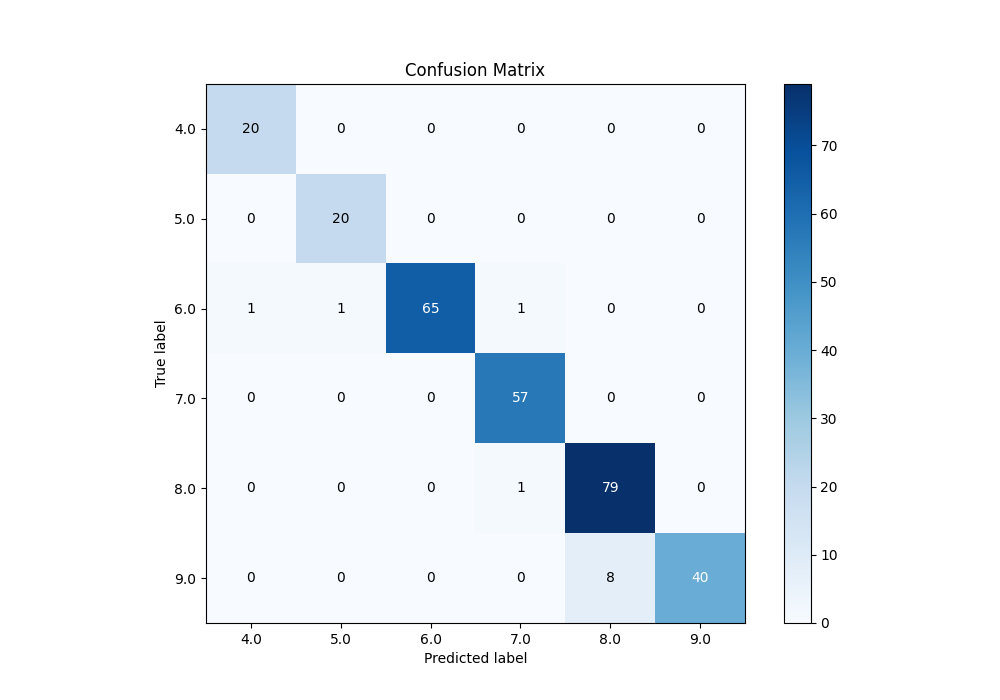 Confusion Matrix
4.0 20 0 0 0 0 0
5.0 0 20 0 0 0 0
6.0 1 1 65 1 0 0
7.0 0 0 0 57 0 0
8.0 0 0 0 1 79 0
9.0 0 0 0 0 8 40
4.0 5.0 6.0 7.0 8.0 9.0
Predicted label
True label
70
60
50
40
30
20
10
0